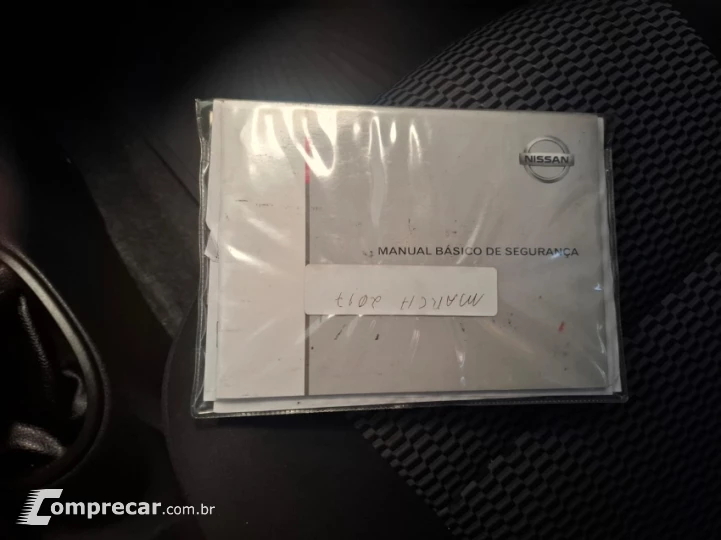 NISSAN
MANUAL BÁSICO DE SEGURANÇA
MARCH 2017
Comprecar.com.br